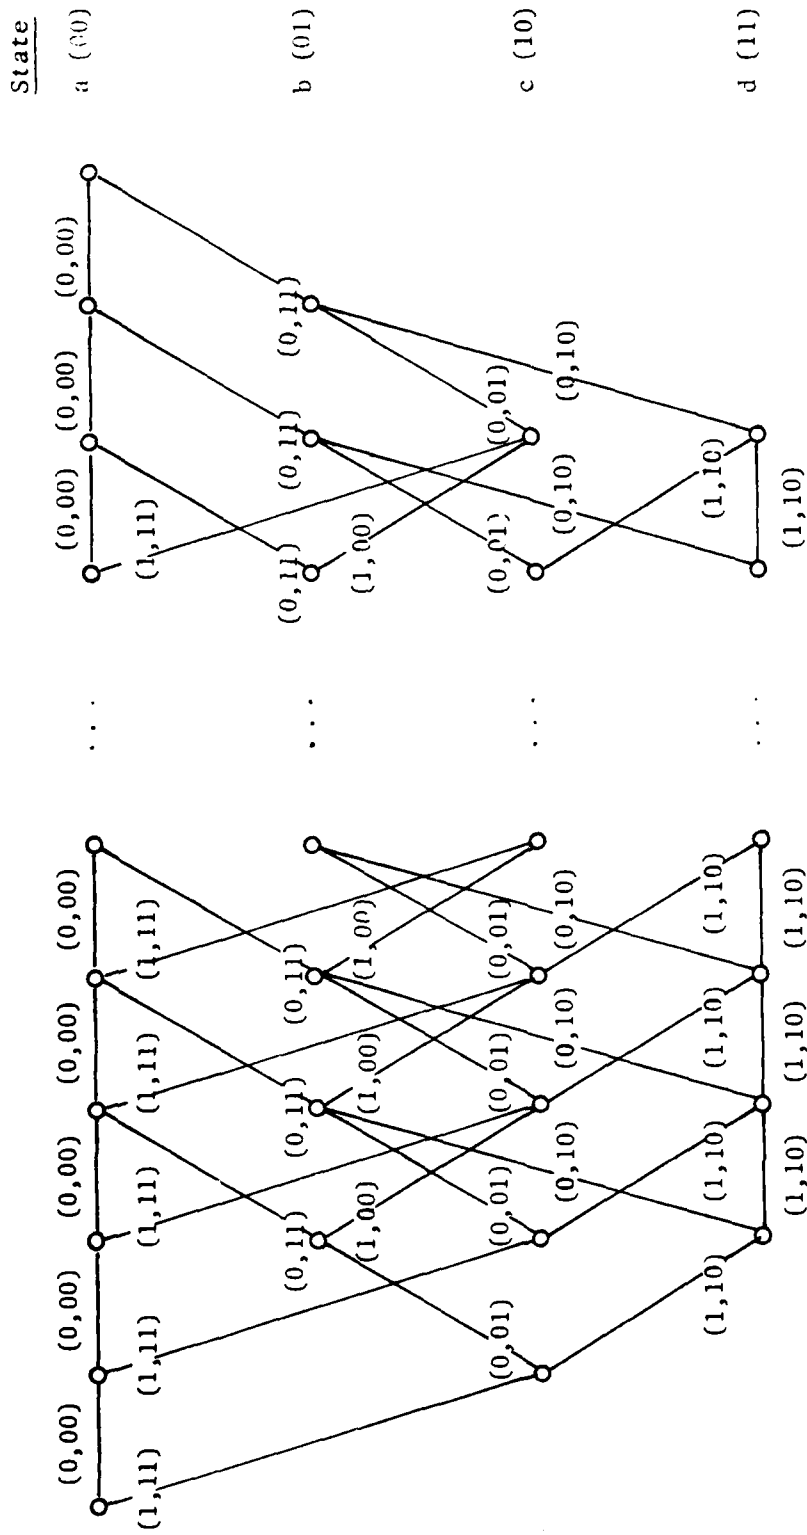 State
(0,00) (0,00) (0,00) (0,00) (0,00) (0,00) (0,00) (0,00) a (00)
...
(1,11) (1,11) (1,11) (1,11) (1,11) (1,11)
(0,11) (0,11) (0,11) ... (0,11) (0,11) (0,11) b (01)
(1,00) (1,00) (1,00) (1,00)
(0,01) (0,01) (0,01) (0,01) ... (0,01) (0,01) c (10)
(0,10) (0,10) (0,10) (0,10) (0,10)
(1,10) (1,10) (1,10) (1,10) (1,10)
... d (11)
(1,10) (1,10) (1,10) (1,10)